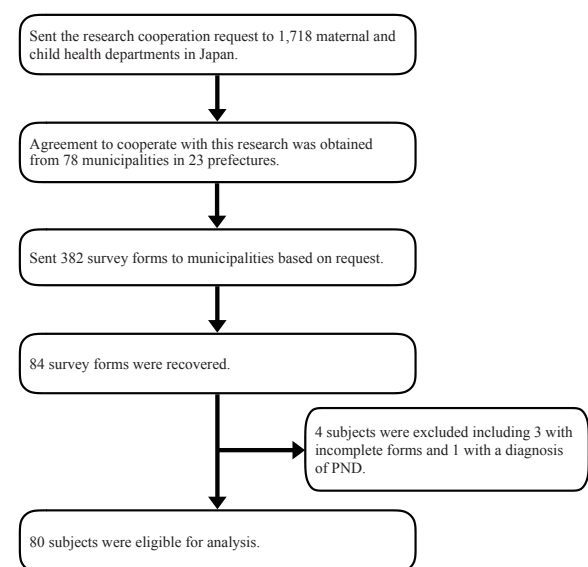 Sent the research cooperation request to 1,718 maternal and
child health departments in Japan.
Agreement to cooperate with this research was obtained
from 78 municipalities in 23 prefectures.
Sent 382 survey forms to municipalities based on request.
84 survey forms were recovered.
4 subjects were excluded including 3 with
incomplete forms and 1 with a diagnosis
of PND.
80 subjects were eligible for analysis.